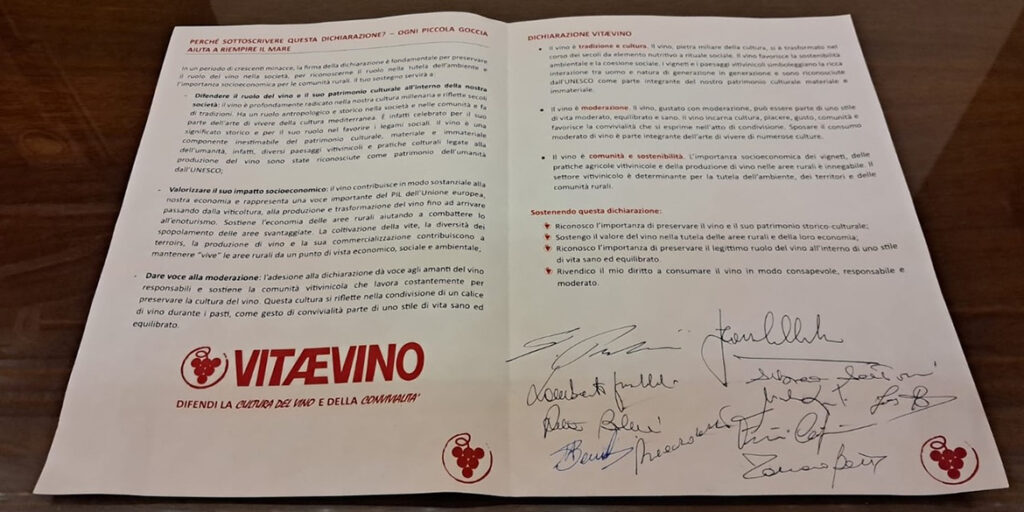 PERCHÉ SOTTOSCRIVERE QUESTA DICHIARAZIONE? – OGNI PICCOLA GOCCIA
AIUTA A RIEMPIRE IL MARE
In un periodo di crescenti minacce, la firma della dichiarazione è fondamentale per preservare
il ruolo del vino nella società, per riconoscerne il ruolo nella tutela dell'ambiente e
l'importanza socioeconomica per le comunità rurali. Il tuo sostegno servirà a:
- Difendere il ruolo del vino e il suo patrimonio culturale all'interno della nostra
società: il vino è profondamente radicato nella nostra cultura millenaria e riflette secoli
di tradizioni. Ha un ruolo antropologico e storico nella società e nelle comunità e fa
parte dell'arte di vivere della cultura mediterranea. È infatti celebrato per il suo
significato storico e per il suo ruolo nel favorire i legami sociali. Il vino è una
componente inestimabile del patrimonio culturale, materiale e immateriale
dell'umanità, infatti, diversi paesaggi vitivinicoli e pratiche colturali legate alla
produzione del vino sono state riconosciute come patrimonio dell'umanità
dall'UNESCO;
- Valorizzare il suo impatto socioeconomico: il vino contribuisce in modo sostanziale alla
nostra economia e rappresenta una voce importante del PIL dell'Unione europea,
passando dalla viticoltura, alla produzione e trasformazione del vino fino ad arrivare
all'enoturismo. Sostiene l'economia delle aree rurali aiutando a combattere lo
spopolamento delle aree svantaggiate. La coltivazione della vite, la diversità dei
terroirs, la produzione di vino e la sua commercializzazione contribuiscono a
mantenere "vive" le aree rurali da un punto di vista economico, sociale e ambientale,
- Dare voce alla moderazione: l'adesione alla dichiarazione dà voce agli amanti del vino
responsabili e sostiene la comunità vitivinicola che lavora costantemente per
preservare la cultura del vino. Questa cultura si riflette nella condivisione di un calice
di vino durante i pasti, come gesto di convivialità parte di uno stile di vita sano ed
equilibrato.
VITÆVINO
DIFENDI LA CULTURA DEL VINO E DELLA CONVIVIALITA'
DICHIARAZIONE VITÆVINO
• Il vino è tradizione e cultura. Il vino, pietra miliare della cultura, si è trasformato nel
corso dei secoli da elemento nutritivo a rituale sociale. Il vino favorisce la sostenibilità
ambientale e la coesione sociale. I vigneti e i paesaggi vitivinicoli simboleggiano la ricca
interazione tra uomo e natura di generazione in generazione e sono riconosciute
dall'UNESCO come parte integrante del nostro patrimonio culturale materiale e
immateriale.
• Il vino è moderazione. Il vino, gustato con moderazione, può essere parte di uno stile
di vita moderato, equilibrato e sano. Il vino incarna cultura, piacere, gusto, comunità e
favorisce la convivialità che si esprime nell'atto di condivisione. Sposare il consumo
moderato di vino è parte integrante dell'arte di vivere di numerose culture.
• Il vino è comunità e sostenibilità. L'importanza socioeconomica dei vigneti, delle
pratiche agricole vitivinicole e della produzione di vino nelle aree rurali è innegabile. Il
settore vitivinicolo è determinante per la tutela dell'ambiente, dei territori e delle
comunità rurali.
Sostenendo questa dichiarazione:
Riconosco l'importanza di preservare il vino e il suo patrimonio storico-culturale;
Sostengo il valore del vino nella tutela delle aree rurali e della loro economia;
Riconosco l'importanza di preservare il legittimo ruolo del vino all'interno di uno stile
di vita sano ed equilibrato.
Rivendico il mio diritto a consumare il vino in modo consapevole, responsabile e
moderato.